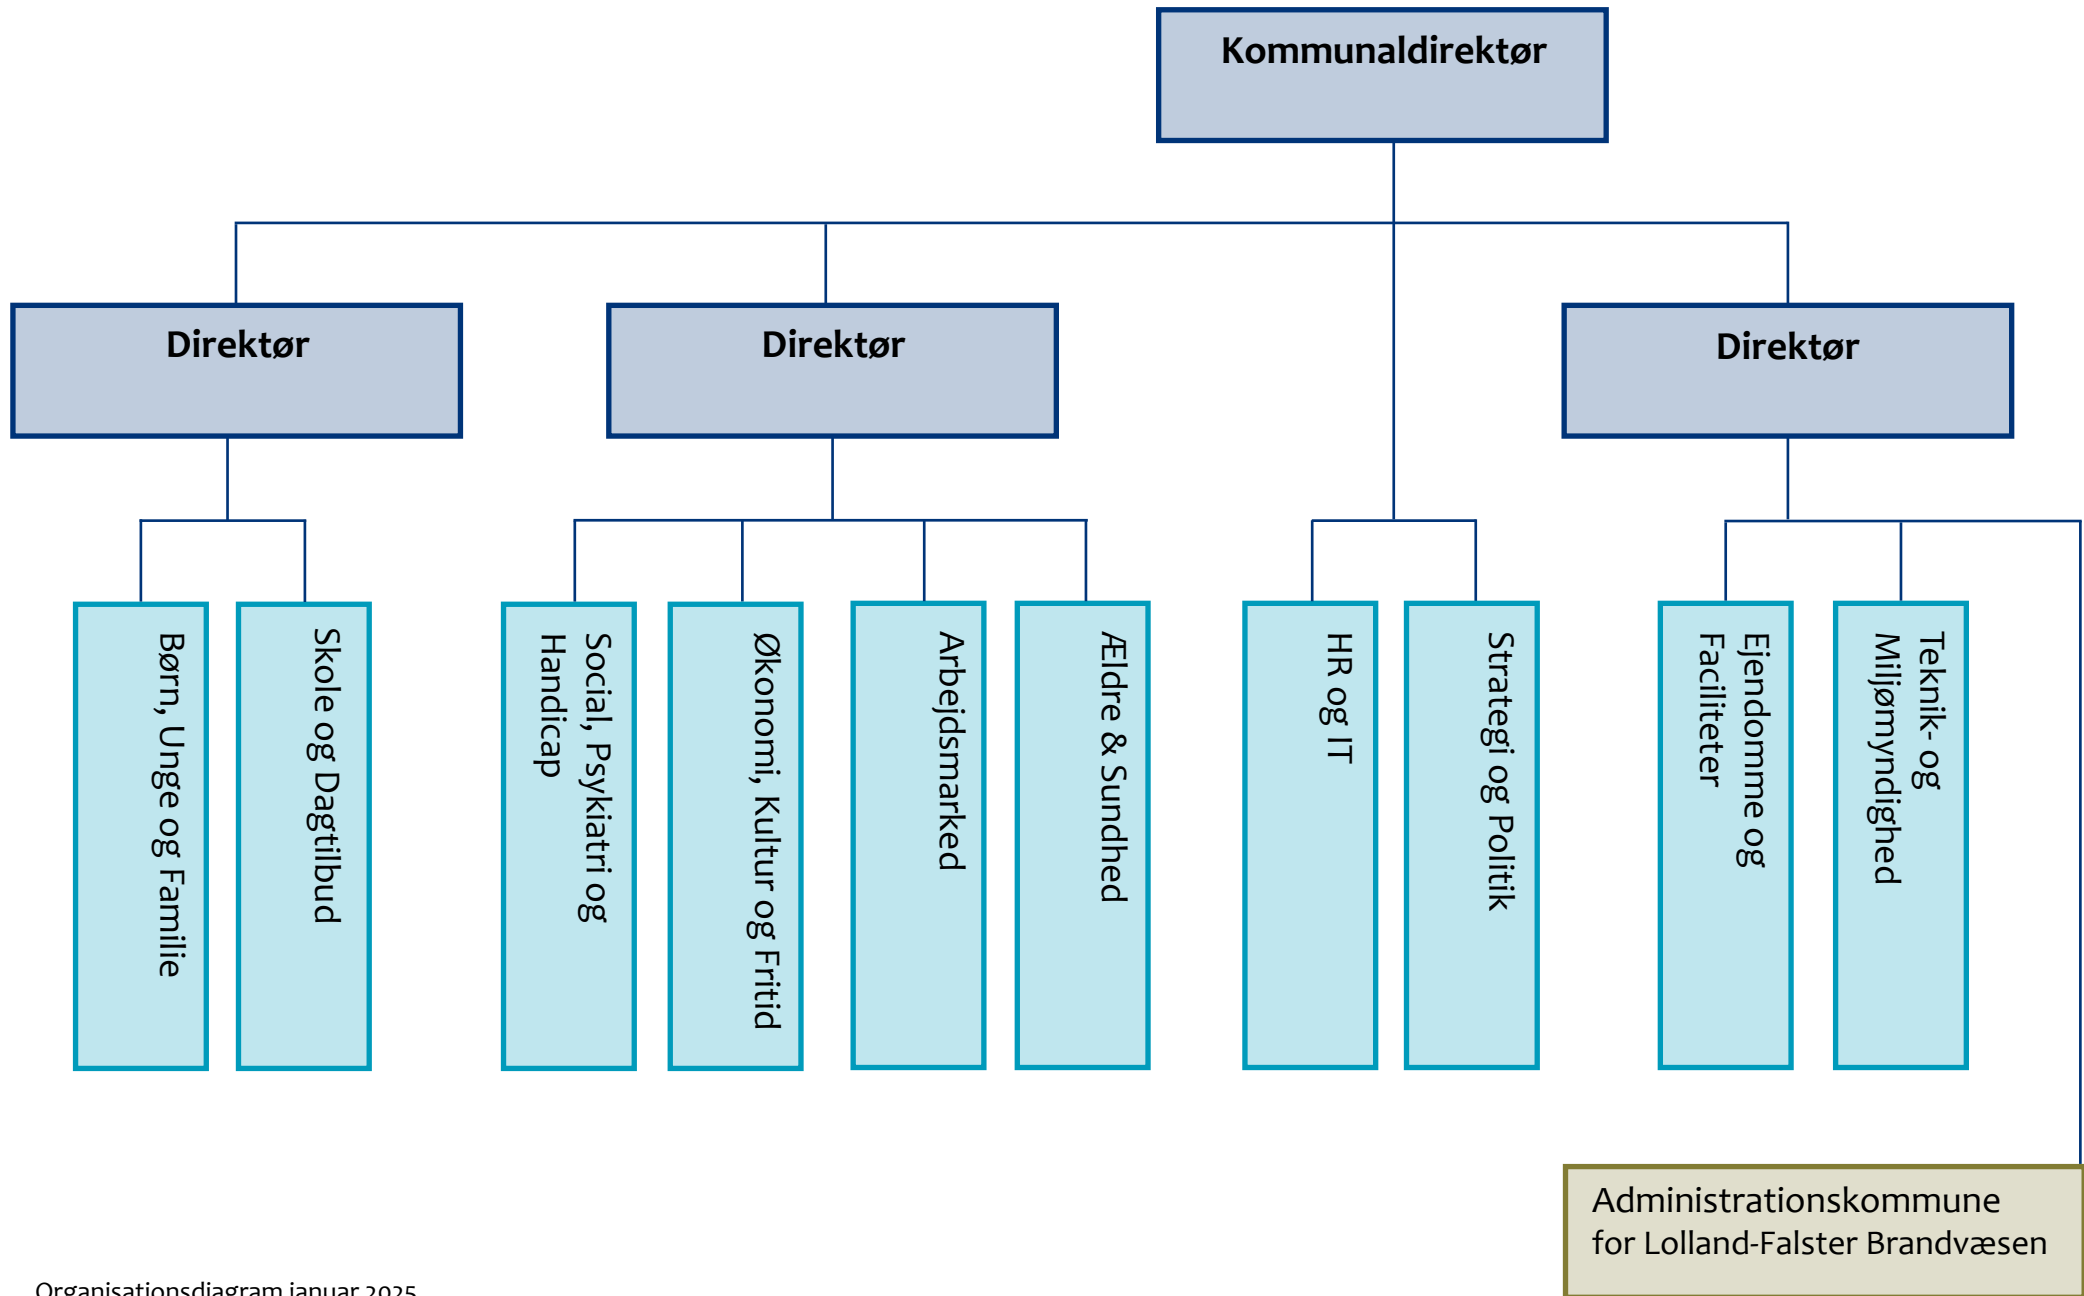 Kommunaldirektør
Direktør
Direktør
Direktør
Børn, Unge og Familie
Skole og Dagtilbud
Social, Psykiatri og
Handicap
Økonomi, Kultur og Fritid
Arbejdsmarked
Ældre & Sundhed
HR og IT
Strategi og Politik
Ejendomme og
Faciliteter
Teknik- og
Miljømyndighed
Administrationskommune
for Lolland-Falster Brandvæsen
Organisationsdiagram januar 2025